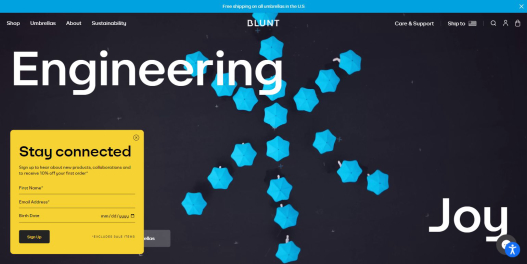 Free shipping on all umbrellas in the U.S.
Shop Umbrellas About Sustainability
BLUNT
Care & Support Ship to
Engineering
Stay connected
Sign up to hear about new products, collaborations and
to receive 10% off your first order*
First Name*
Email Address*
Birth Date mm/dd/yyyy
Sign Up *EXCLUDES SALE ITEMS
Joy